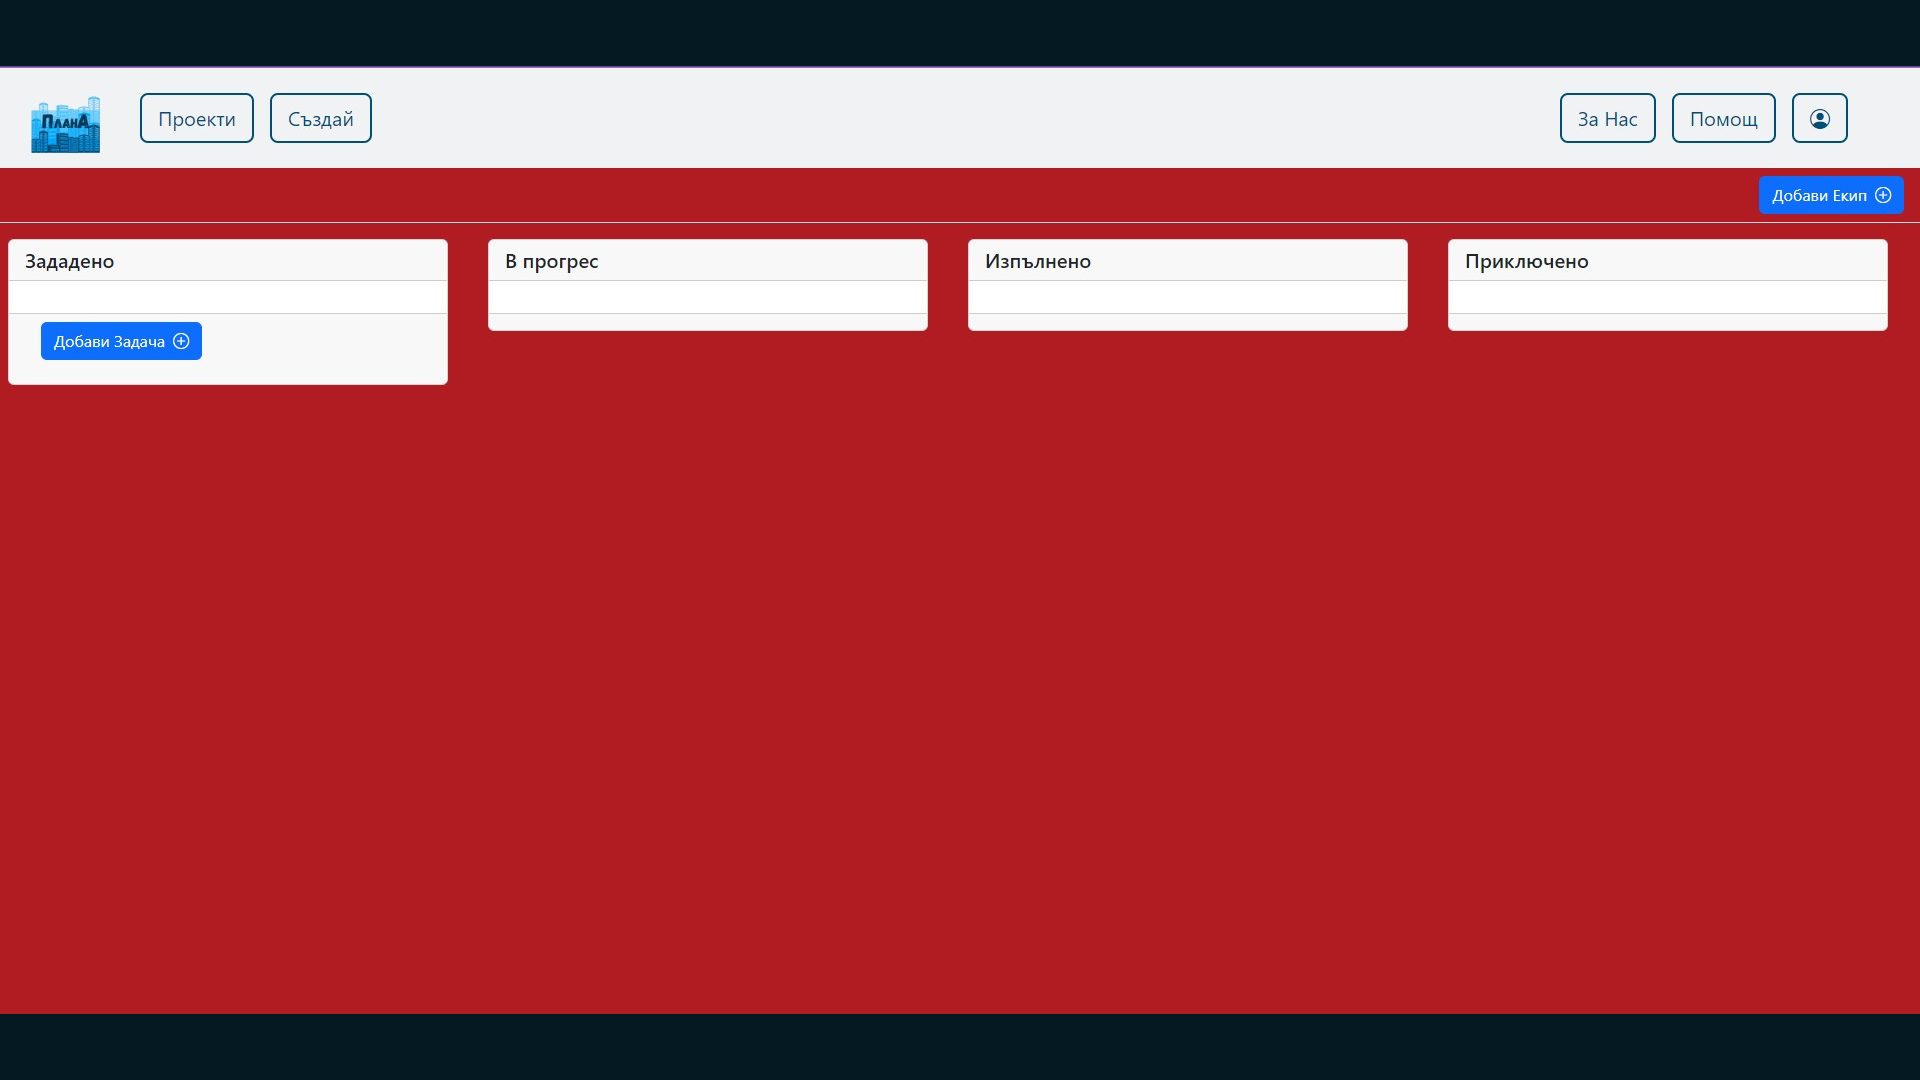 ПланА
Проекти
Създай
За Нас
Помощ
Добави Екип
Зададено
В прогрес
Изпълнено
Приключено
Добави Задача